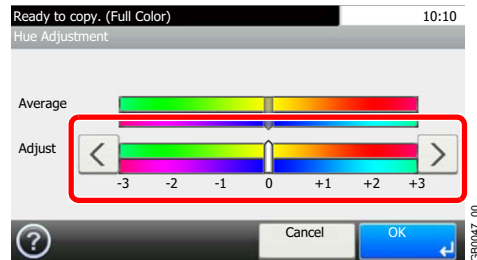 Ready to copy. (Full Color) 10:10
Hue Adjustment
Average
Adjust
-3 -2 -1 0 +1 +2 +3
? Cancel OK
GB0047_00